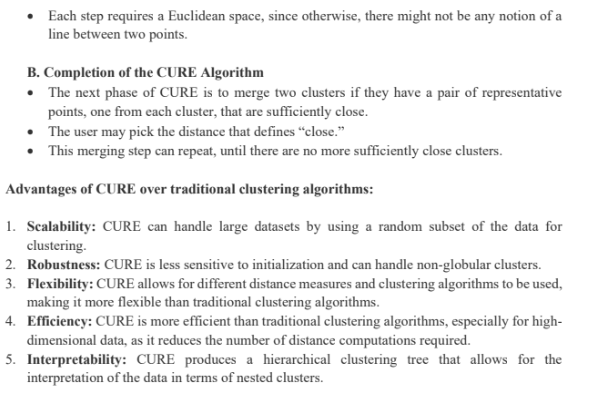 • Each step requires a Euclidean space, since otherwise, there might not be any notion of a
line between two points.
B. Completion of the CURE Algorithm
• The next phase of CURE is to merge two clusters if they have a pair of representative
points, one from each cluster, that are sufficiently close.
• The user may pick the distance that defines “close.”
• This merging step can repeat, until there are no more sufficiently close clusters.
Advantages of CURE over traditional clustering algorithms:
1. Scalability: CURE can handle large datasets by using a random subset of the data for
clustering.
2. Robustness: CURE is less sensitive to initialization and can handle non-globular clusters.
3. Flexibility: CURE allows for different distance measures and clustering algorithms to be used,
making it more flexible than traditional clustering algorithms.
4. Efficiency: CURE is more efficient than traditional clustering algorithms, especially for high-
dimensional data, as it reduces the number of distance computations required.
5. Interpretability: CURE produces a hierarchical clustering tree that allows for the
interpretation of the data in terms of nested clusters.